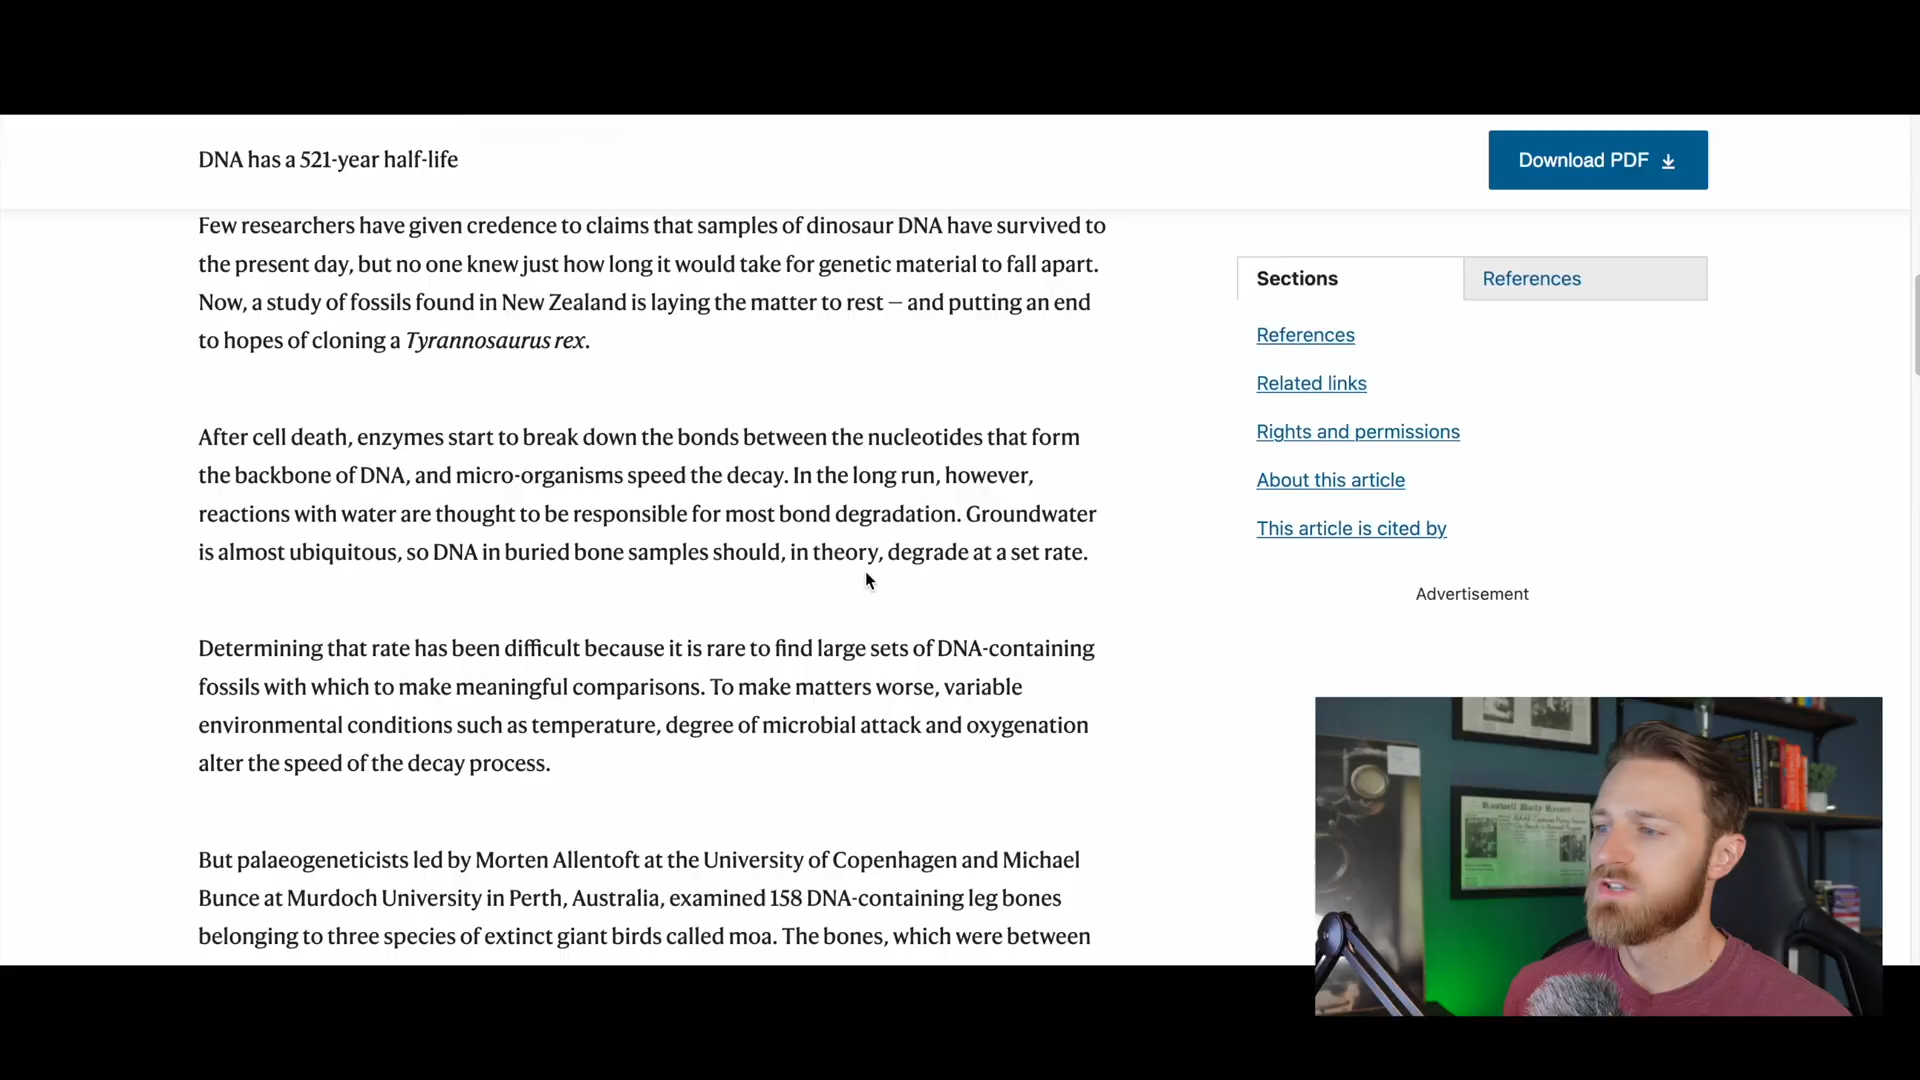 DNA has a 521-year half-life
Download PDF
Few researchers have given credence to claims that samples of dinosaur DNA have survived to
the present day, but no one knew just how long it would take for genetic material to fall apart.
Now, a study of fossils found in New Zealand is laying the matter to rest — and putting an end
to hopes of cloning a Tyrannosaurus rex.
After cell death, enzymes start to break down the bonds between the nucleotides that form
the backbone of DNA, and micro-organisms speed the decay. In the long run, however,
reactions with water are thought to be responsible for most bond degradation. Groundwater
is almost ubiquitous, so DNA in buried bone samples should, in theory, degrade at a set rate.
Determining that rate has been difficult because it is rare to find large sets of DNA-containing
fossils with which to make meaningful comparisons. To make matters worse, variable
environmental conditions such as temperature, degree of microbial attack and oxygenation
alter the speed of the decay process.
But palaeogeneticists led by Morten Allentoft at the University of Copenhagen and Michael
Bunce at Murdoch University in Perth, Australia, examined 158 DNA-containing leg bones
belonging to three species of extinct giant birds called moa. The bones, which were between
Sections
References
References
Related links
Rights and permissions
About this article
This article is cited by
Advertisement
Roswell Daily Record